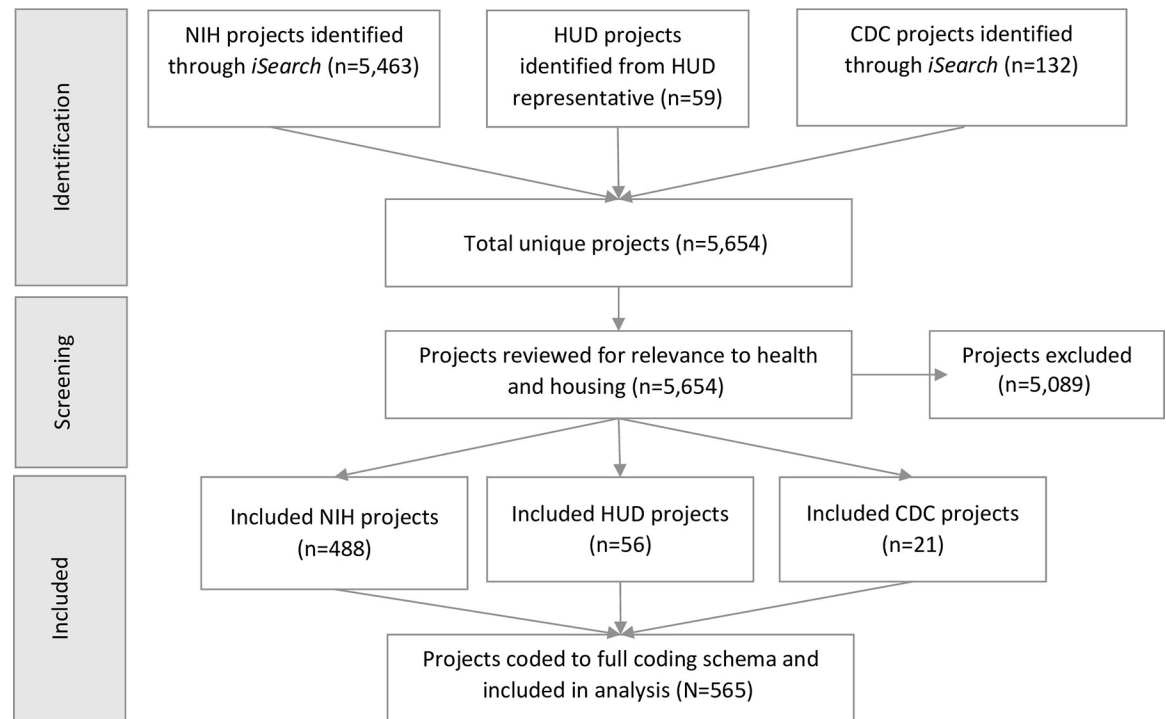 Identification
NIH projects identified
through iSearch (n=5,463)
HUD projects
identified from HUD
representative (n=59)
CDC projects identified
through iSearch (n=132)
Total unique projects (n=5,654)
Screening
Projects reviewed for relevance to health
and housing (n=5,654)
Projects excluded
(n=5,089)
Included
Included NIH projects
(n=488)
Included HUD projects
(n=56)
Included CDC projects
(n=21)
Projects coded to full coding schema and
included in analysis (N=565)